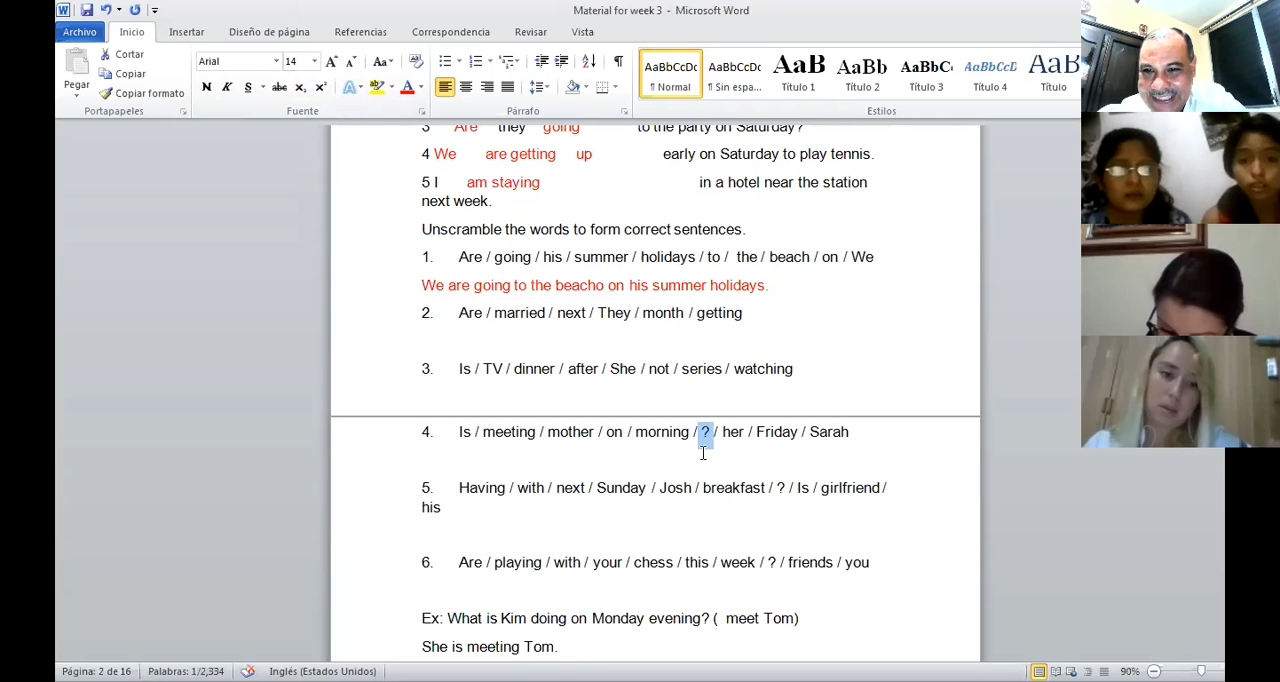 Material for week 3 - Microsoft Word
Archivo Inicio Insertar Diseño de página Referencias Correspondencia Revisar Vista
Cortar
Copiar
Copiar formato
Pegar
Portapapeles
Arial 14
Fuente
Párrafo
AaBbCcDc AaBbCcDc AaB AaBb AaBbC AaBbCcD AaB
¶ Normal ¶ Sin espa... Título 1 Título 2 Título 3 Título 4 Título
Estilos
3 Are they going to the party on Saturday?
4 We are getting up early on Saturday to play tennis.
5 I am staying in a hotel near the station
next week.
Unscramble the words to form correct sentences.
1. Are / going / his / summer / holidays / to / the / beach / on / We
We are going to the beacho on his summer holidays.
2. Are / married / next / They / month / getting
3. Is / TV / dinner / after / She / not / series / watching
4. Is / meeting / mother / on / morning / ? / her / Friday / Sarah
5. Having / with / next / Sunday / Josh / breakfast / ? / Is / girlfriend /
his
6. Are / playing / with / your / chess / this / week / ? / friends / you
Ex: What is Kim doing on Monday evening? ( meet Tom)
She is meeting Tom.
Página: 2 de 16 Palabras: 1/2,334 Inglés (Estados Unidos) 90%